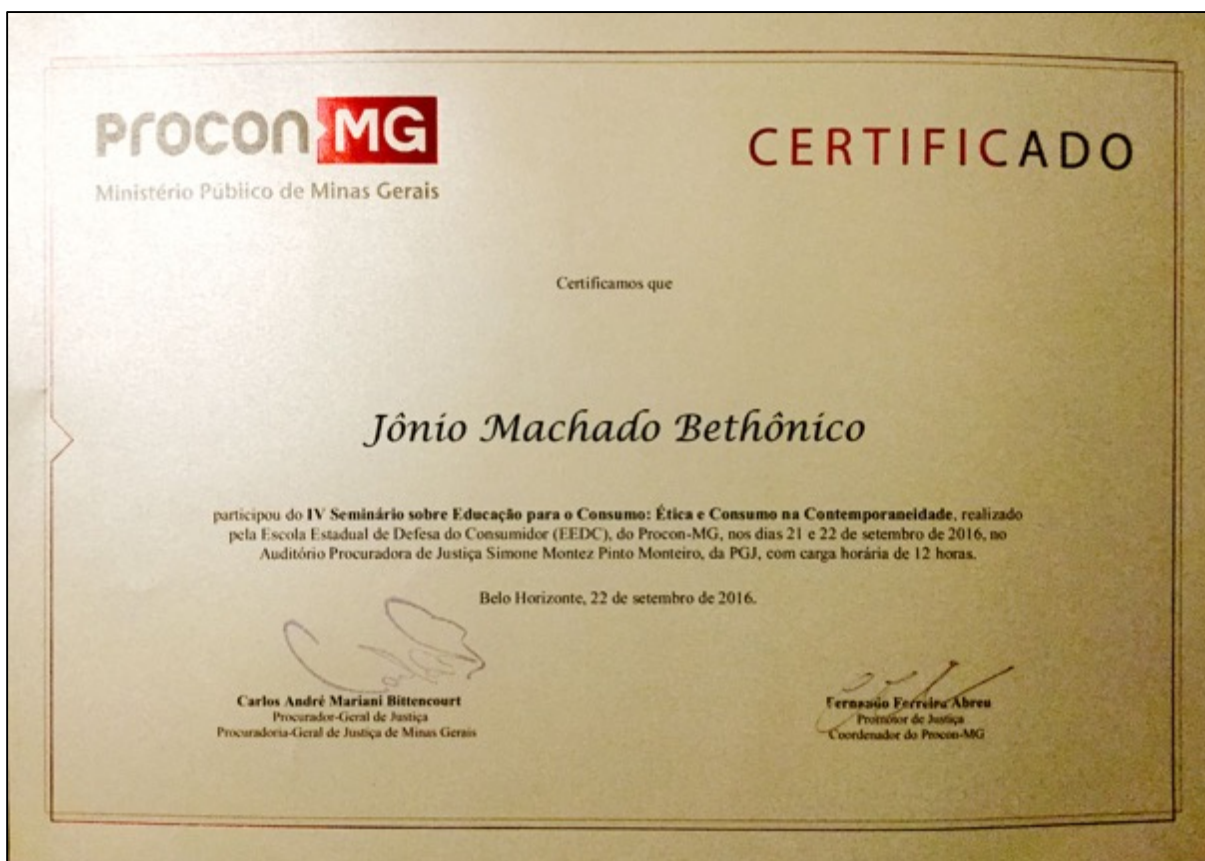 procon MG
CERTIFICADO
Ministério Público de Minas Gerais
Certificamos que
Jônio Machado Bethônico
participou do IV Seminário sobre Educação para o Consumo: Ética e Consumo na Contemporaneidade, realizado
pela Escola Estadual de Defesa do Consumidor (EEDC), do Procon-MG, nos dias 21 e 22 de setembro de 2016, no
Auditório Procuradora de Justiça Simone Montez Pinto Monteiro, da PGJ, com carga horária de 12 horas.
Belo Horizonte, 22 de setembro de 2016.
Carlos André Mariani Bittencourt
Procurador-Geral de Justiça
Procuradoria-Geral de Justiça de Minas Gerais
Fernando Ferreira Abreu
Promotor de Justiça
Coordenador do Procon-MG